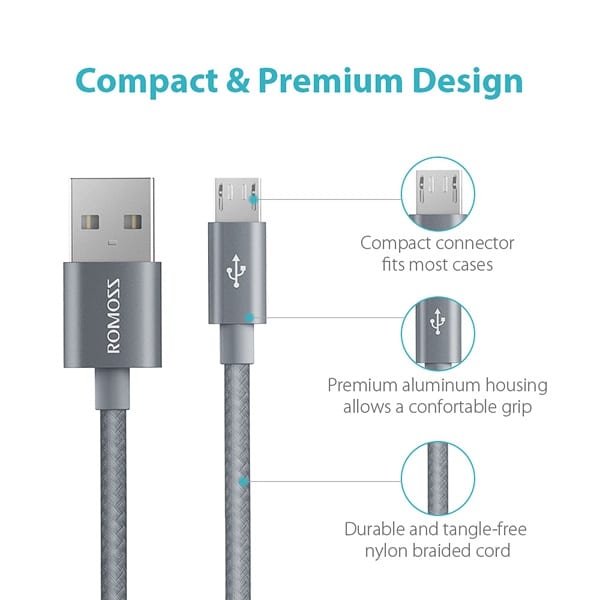 Compact & Premium Design
ROMOSS
Compact connector
fits most cases
Premium aluminum housing
allows a confortable grip
Durable and tangle-free
nylon braided cord